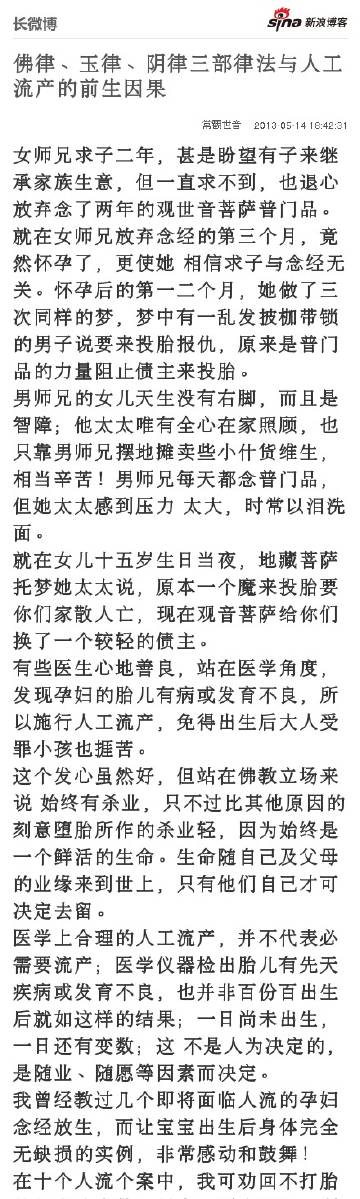 长微博
sina 新浪博客
佛律、玉律、阴律三部律法与人工
流产的前生因果
常霸世音 2013-05-14 18:42:31
女师兄求子二年，甚是盼望有子来继
承家族生意，但一直求不到，也退心
放弃念了两年的观世音菩萨普门品。
就在女师兄放弃念经的第三个月，竟
然怀孕了，更使她 相信求子与念经无
关。怀孕后的第一二个月，她做了三
次同样的梦，梦中有一乱发披枷带锁
的男子说要来投胎报仇，原来是普门
品的力量阻止债主来投胎。
男师兄的女儿天生没有右脚，而且是
智障；他太太唯有全心在家照顾，也
只靠男师兄摆地摊卖些小什货维生，
相当辛苦！男师兄每天都念普门品，
但她太太感到压力 太大，时常以泪洗
面。
就在女儿十五岁生日当夜，地藏菩萨
托梦她太太说，原本一个魔来投胎要
你们家散人亡，现在观音菩萨给你们
换了一个较轻的债主。
有些医生心地善良，站在医学角度，
发现孕妇的胎儿有病或发育不良，所
以施行人工流产，免得出生后大人受
罪小孩也捱苦。
这个发心虽然好，但站在佛教立场来
说 始终有杀业，只不过比其他原因的
刻意堕胎所作的杀业轻，因为始终是
一个鲜活的生命。生命随自己及父母
的业缘来到世上，只有他们自己才可
决定去留。
医学上合理的人工流产，并不代表必
需要流产；医学仪器检出胎儿有先天
疾病或发育不良，也并非百份百出生
后就如这样的结果；一日尚未出生，
一日还有变数；这 不是人为决定的，
是随业、随愿等因素而决定。
我曾经教过几个即将面临人流的孕妇
念经放生，而让宝宝出生后身体完全
无缺损的实例，非常感动和鼓舞！
在十个人流个案中，我可劝回不打胎